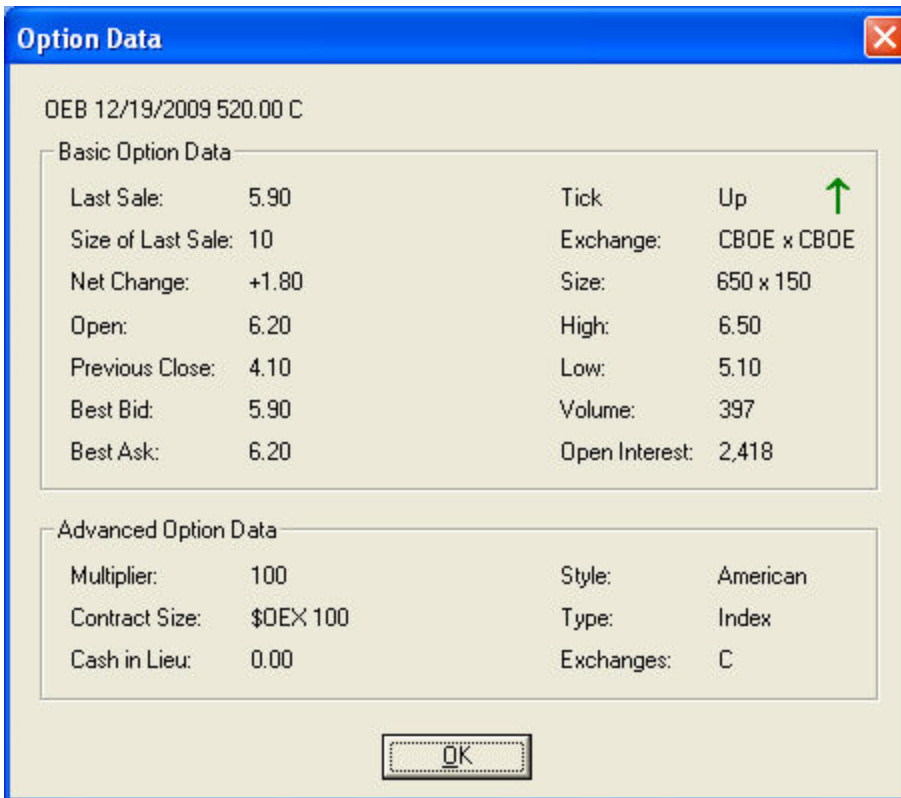 Option Data
OEB 12/19/2009 520.00 C
Basic Option Data
Last Sale: 5.90 Tick Up
Size of Last Sale: 10 Exchange: CBOE x CBOE
Net Change: +1.80 Size: 650 x 150
Open: 6.20 High: 6.50
Previous Close: 4.10 Low: 5.10
Best Bid: 5.90 Volume: 397
Best Ask: 6.20 Open Interest: 2,418
Advanced Option Data
Multiplier: 100 Style: American
Contract Size: $OEX 100 Type: Index
Cash in Lieu: 0.00 Exchanges: C
OK